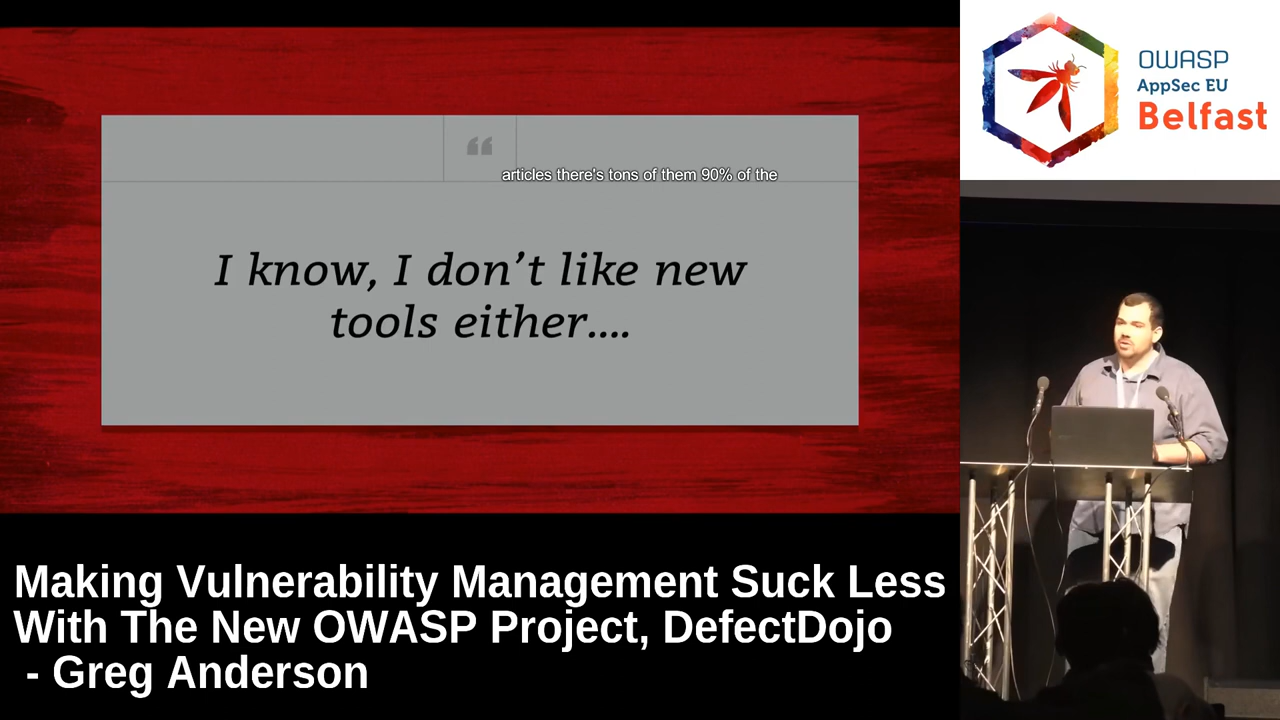 “
articles there's tons of them 90% of the
I know, I don’t like new
tools either....
OWASP
AppSec EU
Belfast
Making Vulnerability Management Suck Less
With The New OWASP Project, DefectDojo
- Greg Anderson